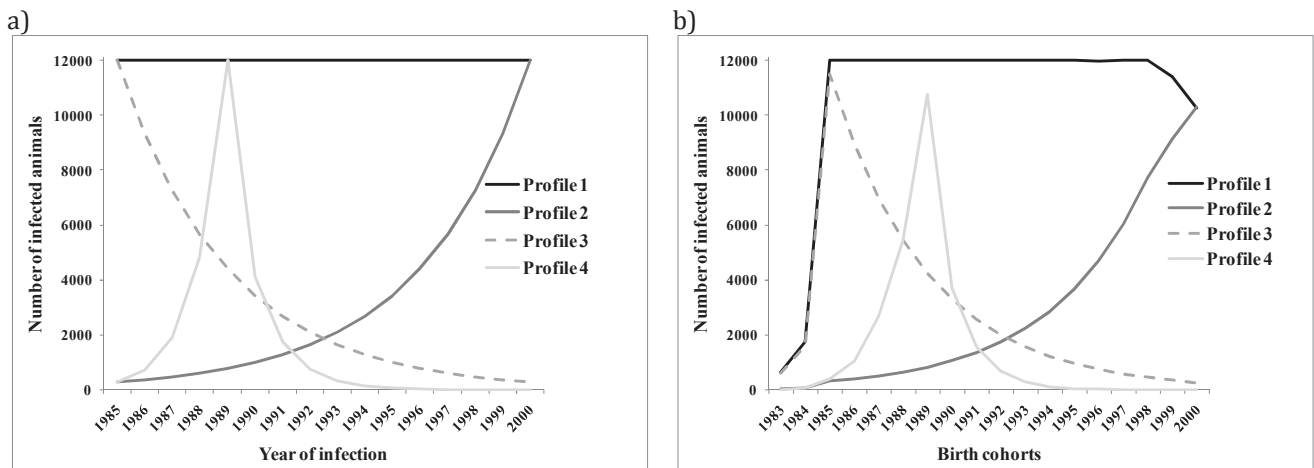 a)
12000
10000
8000
6000
4000
2000
0
Number of infected animals
Profile 1
Profile 2
Profile 3
Profile 4
1985 1986 1987 1988 1989 1990 1991 1992 1993 1994 1995 1996 1997 1998 1999 2000
Year of infection
b)
12000
10000
8000
6000
4000
2000
0
Number of infected animals
Profile 1
Profile 2
Profile 3
Profile 4
1983 1984 1985 1986 1987 1988 1989 1990 1991 1992 1993 1994 1995 1996 1997 1998 1999 2000
Birth cohorts